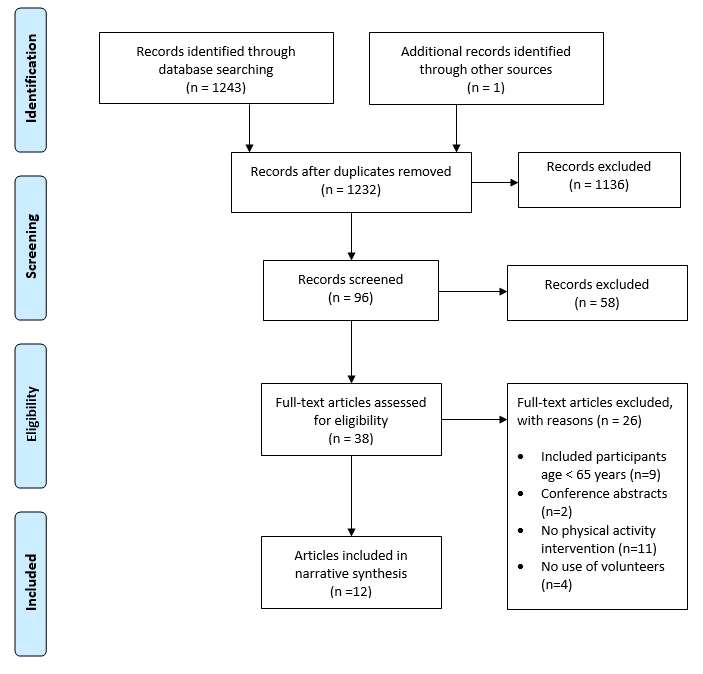 Identification
Records identified through
database searching
(n = 1243)
Additional records identified
through other sources
(n = 1)
Records after duplicates removed
(n = 1232)
Records excluded
(n = 1136)
Screening
Records screened
(n = 96)
Records excluded
(n = 58)
Eligibility
Full-text articles assessed
for eligibility
(n = 38)
Full-text articles excluded,
with reasons (n = 26)
• Included participants
age < 65 years (n=9)
• Conference abstracts
(n=2)
• No physical activity
intervention (n=11)
• No use of volunteers
(n=4)
Included
Articles included in
narrative synthesis
(n =12)